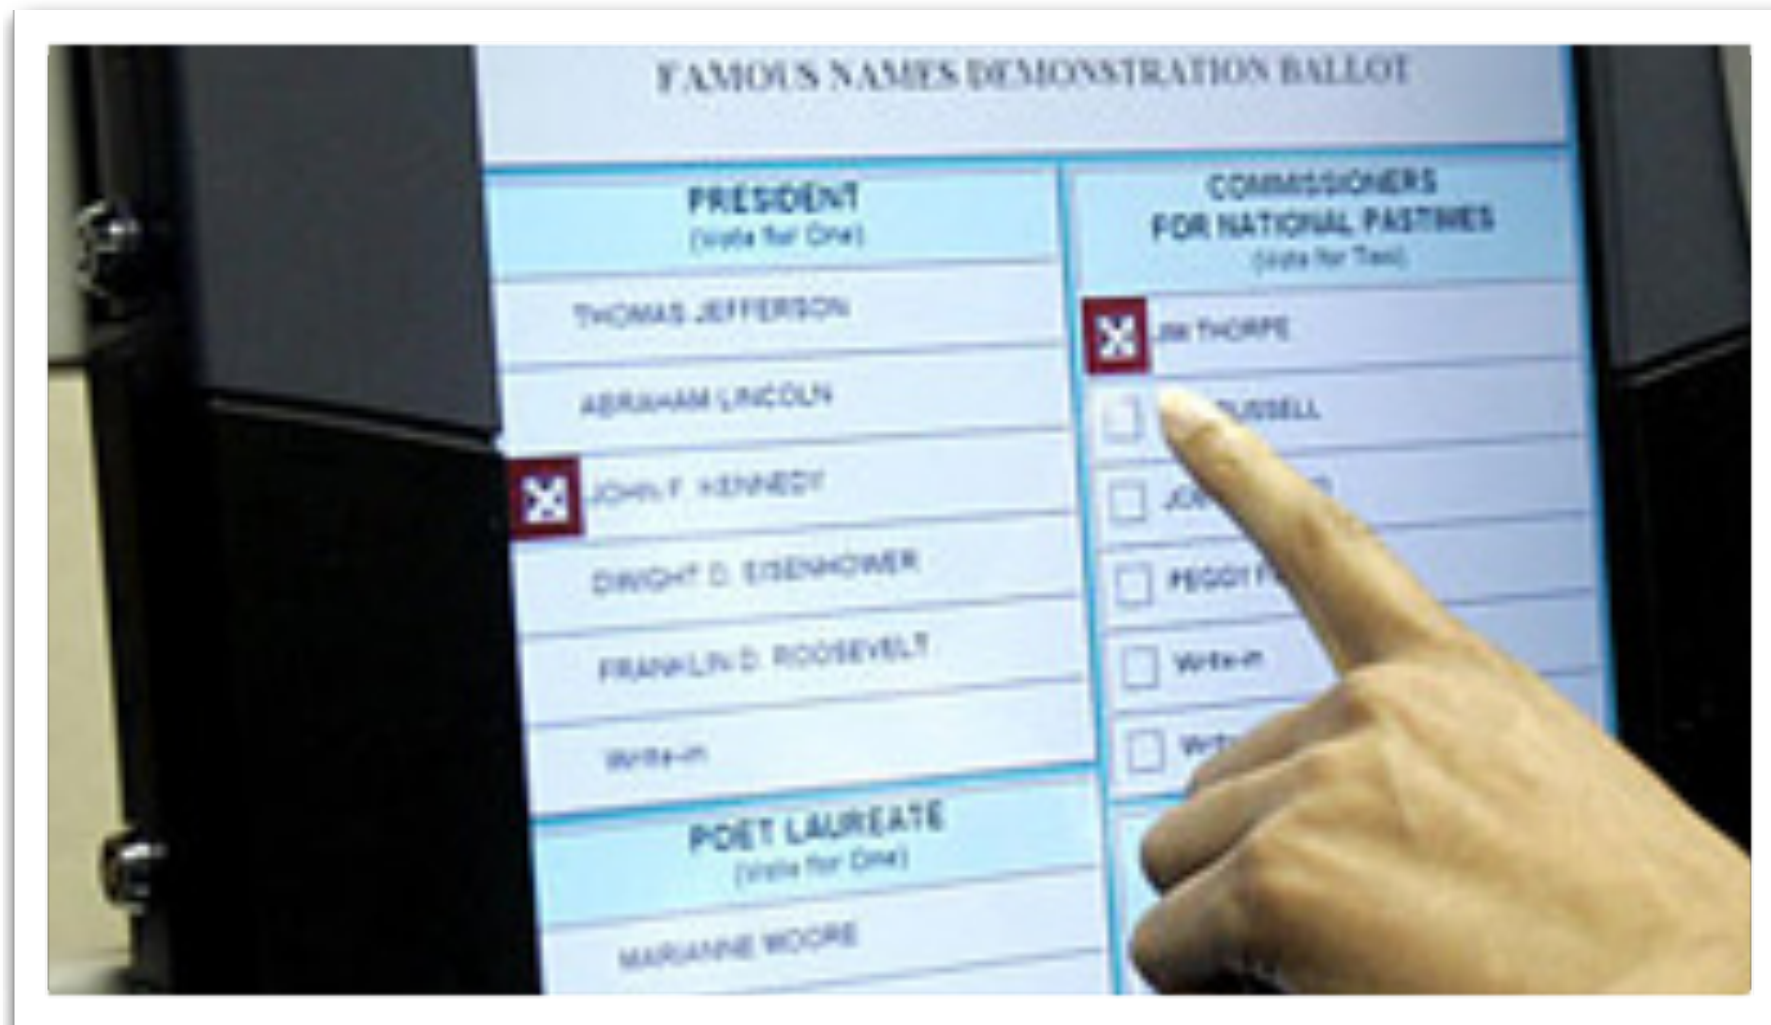 FAMOUS NAMES DEMONSTRATION BALLOT
PRESIDENT
(Vote for One)
THOMAS JEFFERSON
ABRAHAM LINCOLN
JOHN F. KENNEDY
DWIGHT D. EISENHOWER
FRANKLIN D. ROOSEVELT
Write-in
POET LAUREATE
(Vote for One)
MARIANNE MOORE
COMMISSIONERS
FOR NATIONAL PASTIMES
(Vote for Two)
JIM THORPE
RUSSELL
PEGGY
Write-in